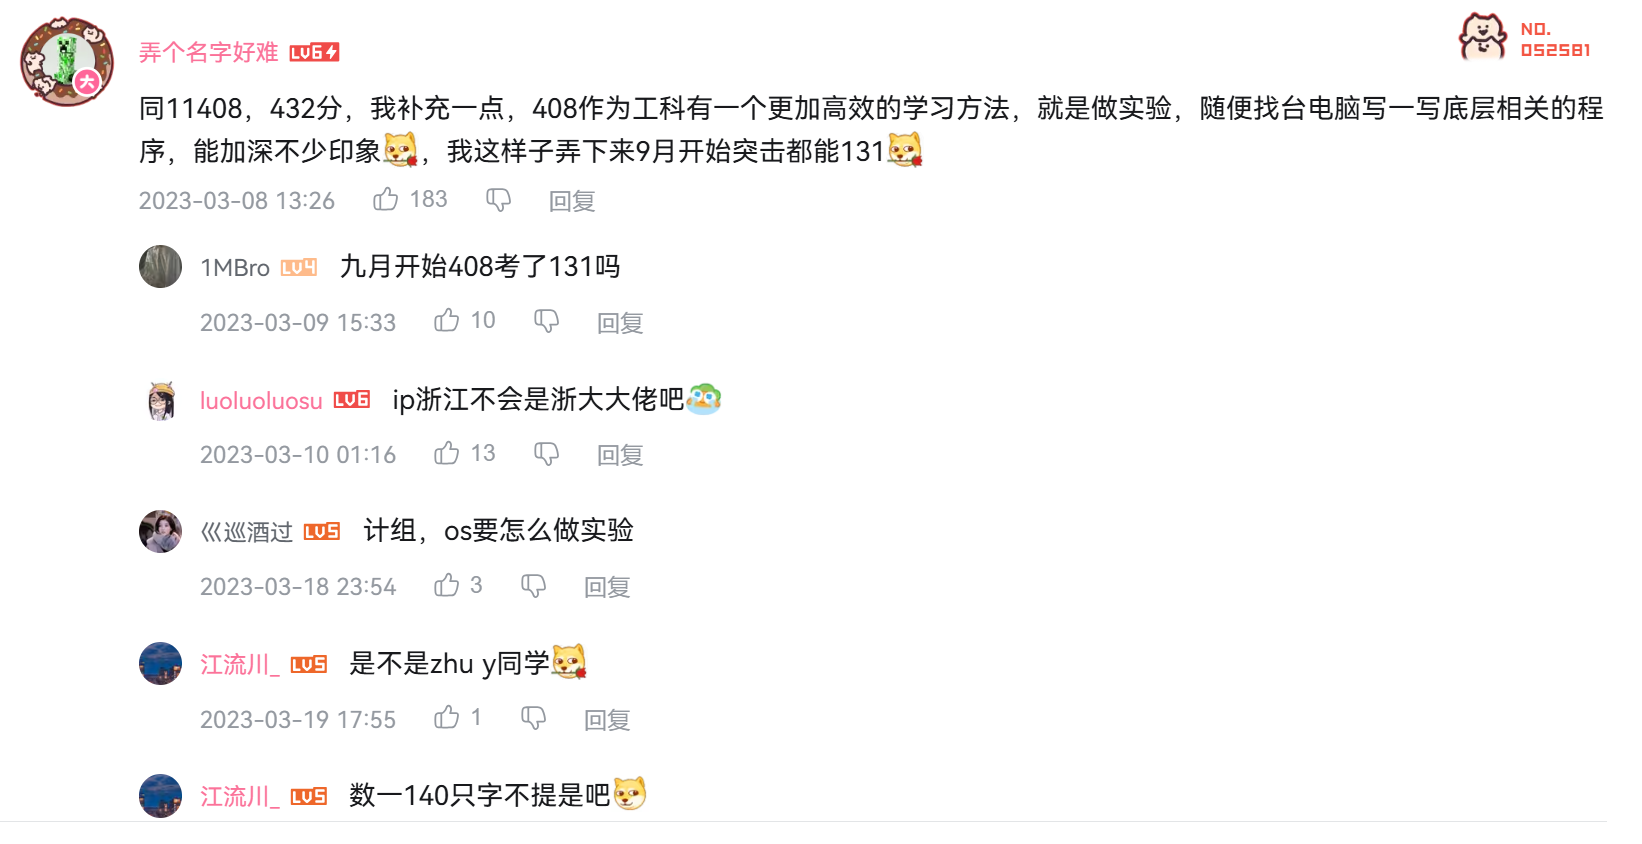 弄个名字好难 LV6
NO.
052581
同11408，432分，我补充一点，408作为工科有一个更加高效的学习方法，就是做实验，随便找台电脑写一写底层相关的程
序，能加深不少印象，我这样子弄下来9月开始突击都能131
2023-03-08 13:26 183 回复
1MBro LV4 九月开始408考了131吗
2023-03-09 15:33 10 回复
luoluoluosu LV6 ip浙江不会是浙大大佬吧
2023-03-10 01:16 13 回复
巛巡酒过 LV5 计组，os要怎么做实验
2023-03-18 23:54 3 回复
江流川_ LV5 是不是zhu y同学
2023-03-19 17:55 1 回复
江流川_ LV5 数一140只字不提是吧